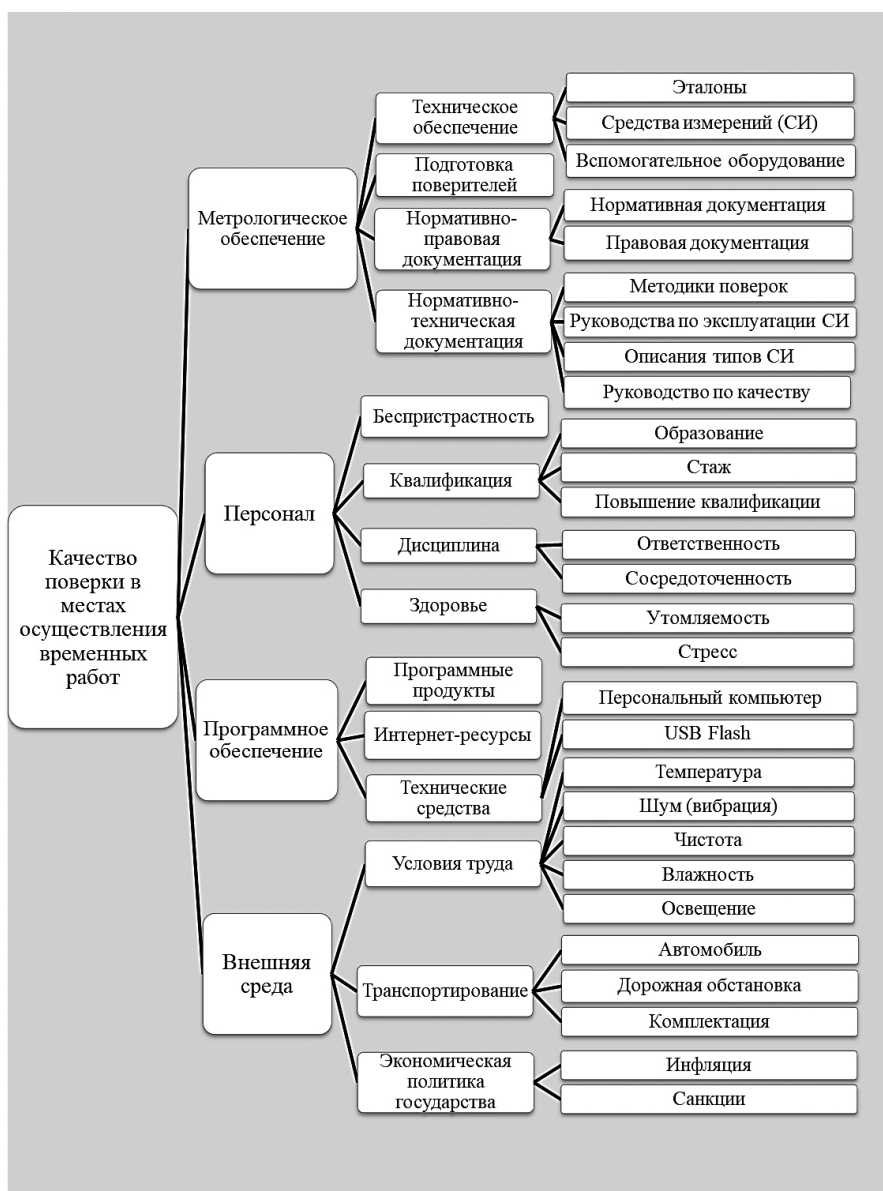 Качество
поверки в
местах
осуществления
временных
работ
Метрологическое
обеспечение
Техническое
обеспечение
Эталоны
Средства измерений (СИ)
Вспомогательное оборудование
Подготовка
поверителей
Нормативно-
правовая
документация
Нормативная документация
Правовая документация
Нормативно-
техническая
документация
Методики поверок
Руководства по эксплуатации СИ
Описания типов СИ
Руководство по качеству
Персонал
Беспристрастность
Квалификация
Образование
Стаж
Повышение квалификации
Дисциплина
Ответственность
Сосредоточенность
Здоровье
Утомляемость
Стресс
Программное
обеспечение
Программные
продукты
Интернет-ресурсы
Технические
средства
Персональный компьютер
USB Flash
Внешняя
среда
Условия труда
Температура
Шум (вибрация)
Чистота
Влажность
Освещение
Транспортирование
Автомобиль
Дорожная обстановка
Комплектация
Экономическая
политика
государства
Инфляция
Санкции